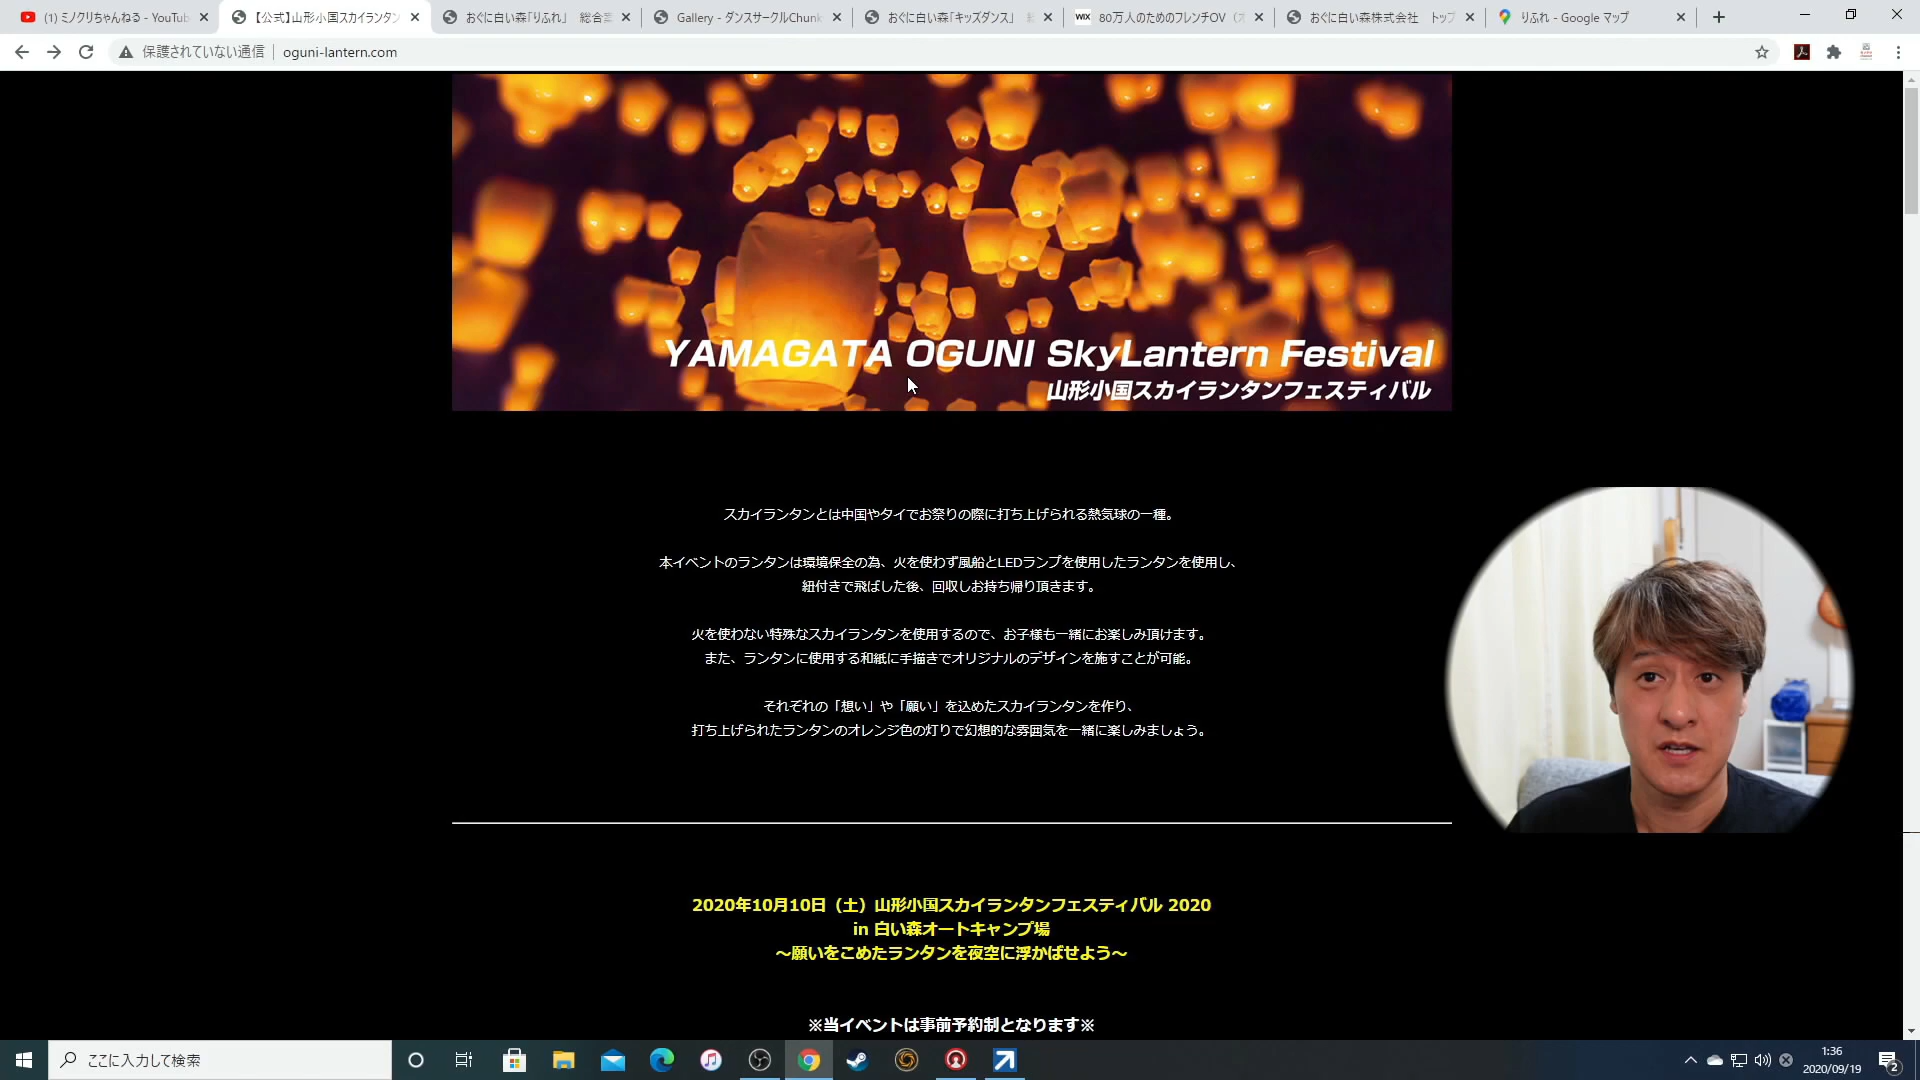 (1) ミノクリちゃんねる - YouTub
【公式】山形小国スカイランタン
おぐに白い森「りふれ」 総合案
Gallery - ダンスサークルChunk
おぐに白い森「キッズダンス」
WIX 80万人のためのフレンチOV（オ
おぐに白い森株式会社 トップ
りふれ - Google マップ
保護されていない通信 oguni-lantern.com
YAMAGATA OGUNI SkyLantern Festival
山形小国スカイランタンフェスティバル
スカイランタンとは中国やタイでお祭りの際に打ち上げられる熱気球の一種。
本イベントのランタンは環境保全の為、火を使わず風船とLEDランプを使用したランタンを使用し、
紐付きで飛ばした後、回収しお持ち帰り頂きます。
火を使わない特殊なスカイランタンを使用するので、お子様も一緒にお楽しみ頂けます。
また、ランタンに使用する和紙に手描きでオリジナルのデザインを施すことが可能。
それぞれの「想い」や「願い」を込めたスカイランタンを作り、
打ち上げられたランタンのオレンジ色の灯りで幻想的な雰囲気を一緒に楽しみましょう。
2020年10月10日（土）山形小国スカイランタンフェスティバル 2020
in 白い森オートキャンプ場
～願いをこめたランタンを夜空に浮かばせよう～
※当イベントは事前予約制となります※
ここに入力して検索
1:36
2020/09/19
2